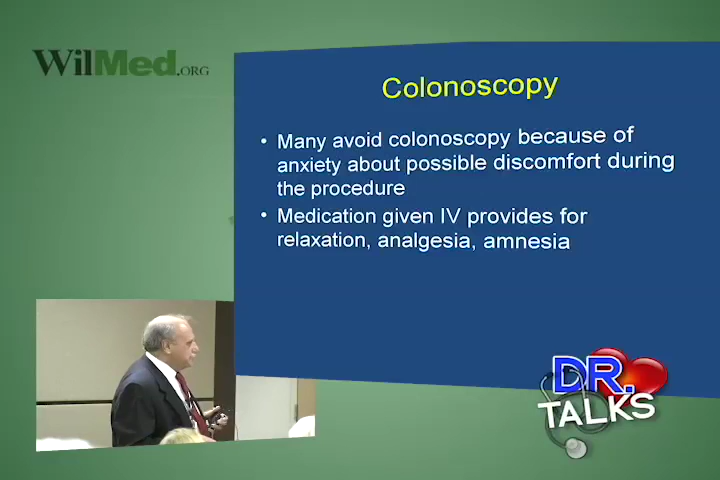 WilMed.ORG
Colonoscopy
• Many avoid colonoscopy because of
anxiety about possible discomfort during
the procedure
• Medication given IV provides for
relaxation, analgesia, amnesia
DR.
TALKS